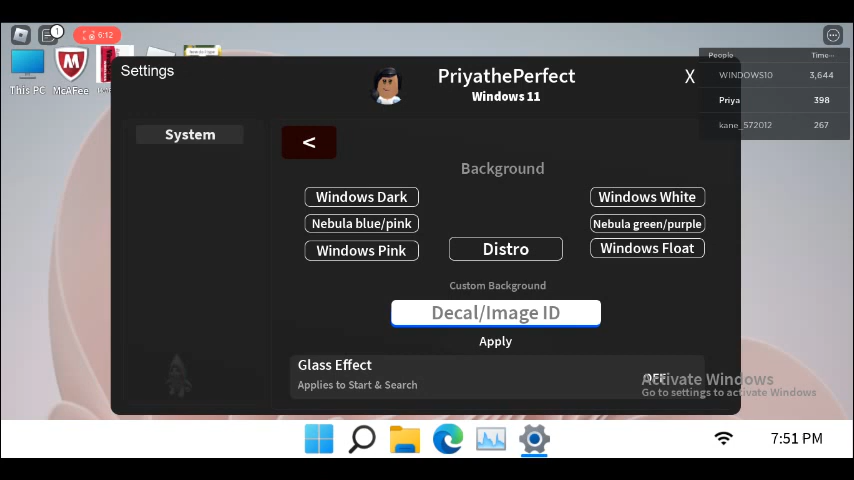 1
6:12
This PC
McAFee
Settings
PriyathePerfect
Windows 11
X
People
Time...
WINDOWS10
3,644
Priya
398
kane_572012
267
System
<
Background
Windows Dark
Windows White
Nebula blue/pink
Nebula green/purple
Windows Pink
Distro
Windows Float
Custom Background
Decal/Image ID
Apply
Glass Effect
Applies to Start & Search
OFF
Activate Windows
Go to settings to activate Windows
7:51 PM